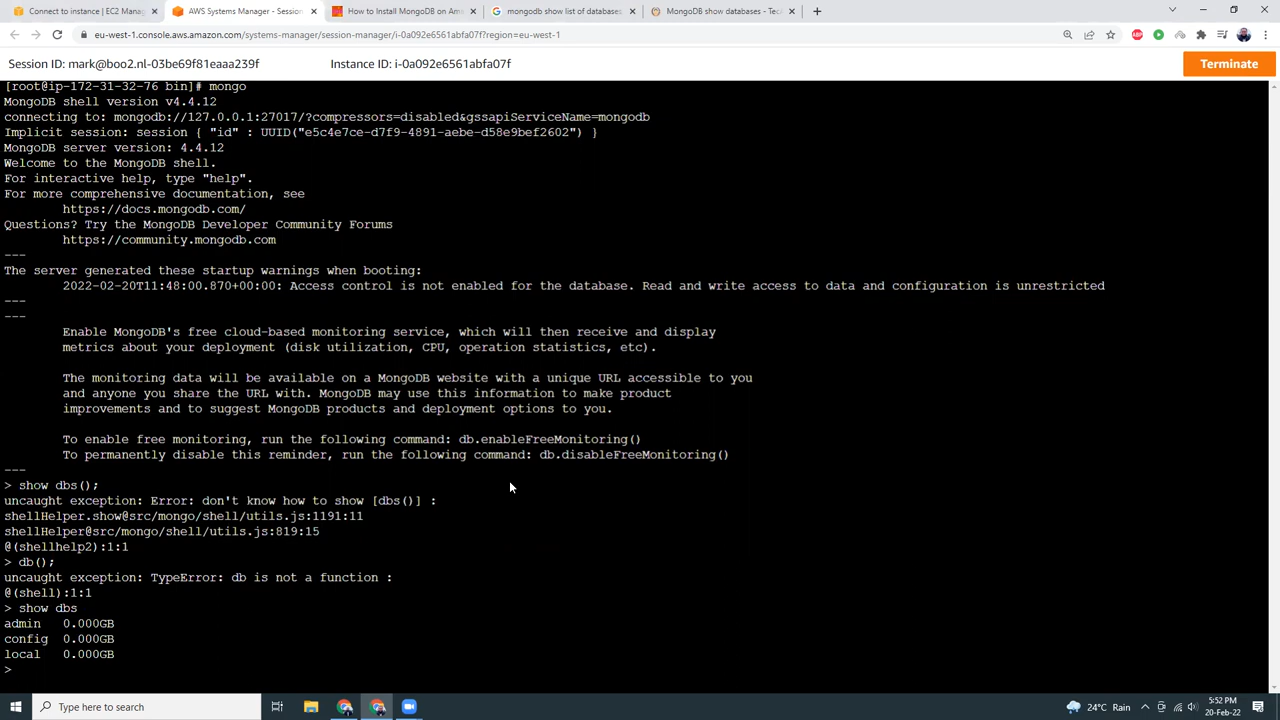 Connect to instance | EC2 Manag
AWS Systems Manager - Session
How to Install MongoDB on Ama
mongodb show list of databases
MongoDB show databases - Tec
eu-west-1.console.aws.amazon.com/systems-manager/session-manager/i-0a092e6561abfa07f?region=eu-west-1
ABP
Session ID: mark@boo2.nl-03be69f81eaaa239f
Instance ID: i-0a092e6561abfa07f
Terminate
[root@ip-172-31-32-76 bin]# mongo
MongoDB shell version v4.4.12
connecting to: mongodb://127.0.0.1:27017/?compressors=disabled&gssapiServiceName=mongodb
Implicit session: session { "id" : UUID("e5c4e7ce-d7f9-4891-aebe-d58e9bef2602") }
MongoDB server version: 4.4.12
Welcome to the MongoDB shell.
For interactive help, type "help".
For more comprehensive documentation, see
https://docs.mongodb.com/
Questions? Try the MongoDB Developer Community Forums
https://community.mongodb.com
---
The server generated these startup warnings when booting:
2022-02-20T11:48:00.870+00:00: Access control is not enabled for the database. Read and write access to data and configuration is unrestricted
---
---
Enable MongoDB's free cloud-based monitoring service, which will then receive and display
metrics about your deployment (disk utilization, CPU, operation statistics, etc).
The monitoring data will be available on a MongoDB website with a unique URL accessible to you
and anyone you share the URL with. MongoDB may use this information to make product
improvements and to suggest MongoDB products and deployment options to you.
To enable free monitoring, run the following command: db.enableFreeMonitoring()
To permanently disable this reminder, run the following command: db.disableFreeMonitoring()
---
> show dbs();
uncaught exception: Error: don't know how to show [dbs()] :
shellHelper.show@src/mongo/shell/utils.js:1191:11
shellHelper@src/mongo/shell/utils.js:819:15
@(shellhelp2):1:1
> db();
uncaught exception: TypeError: db is not a function :
@(shell):1:1
> show dbs
admin 0.000GB
config 0.000GB
local 0.000GB
>
Type here to search
24°C Rain
5:52 PM
20-Feb-22